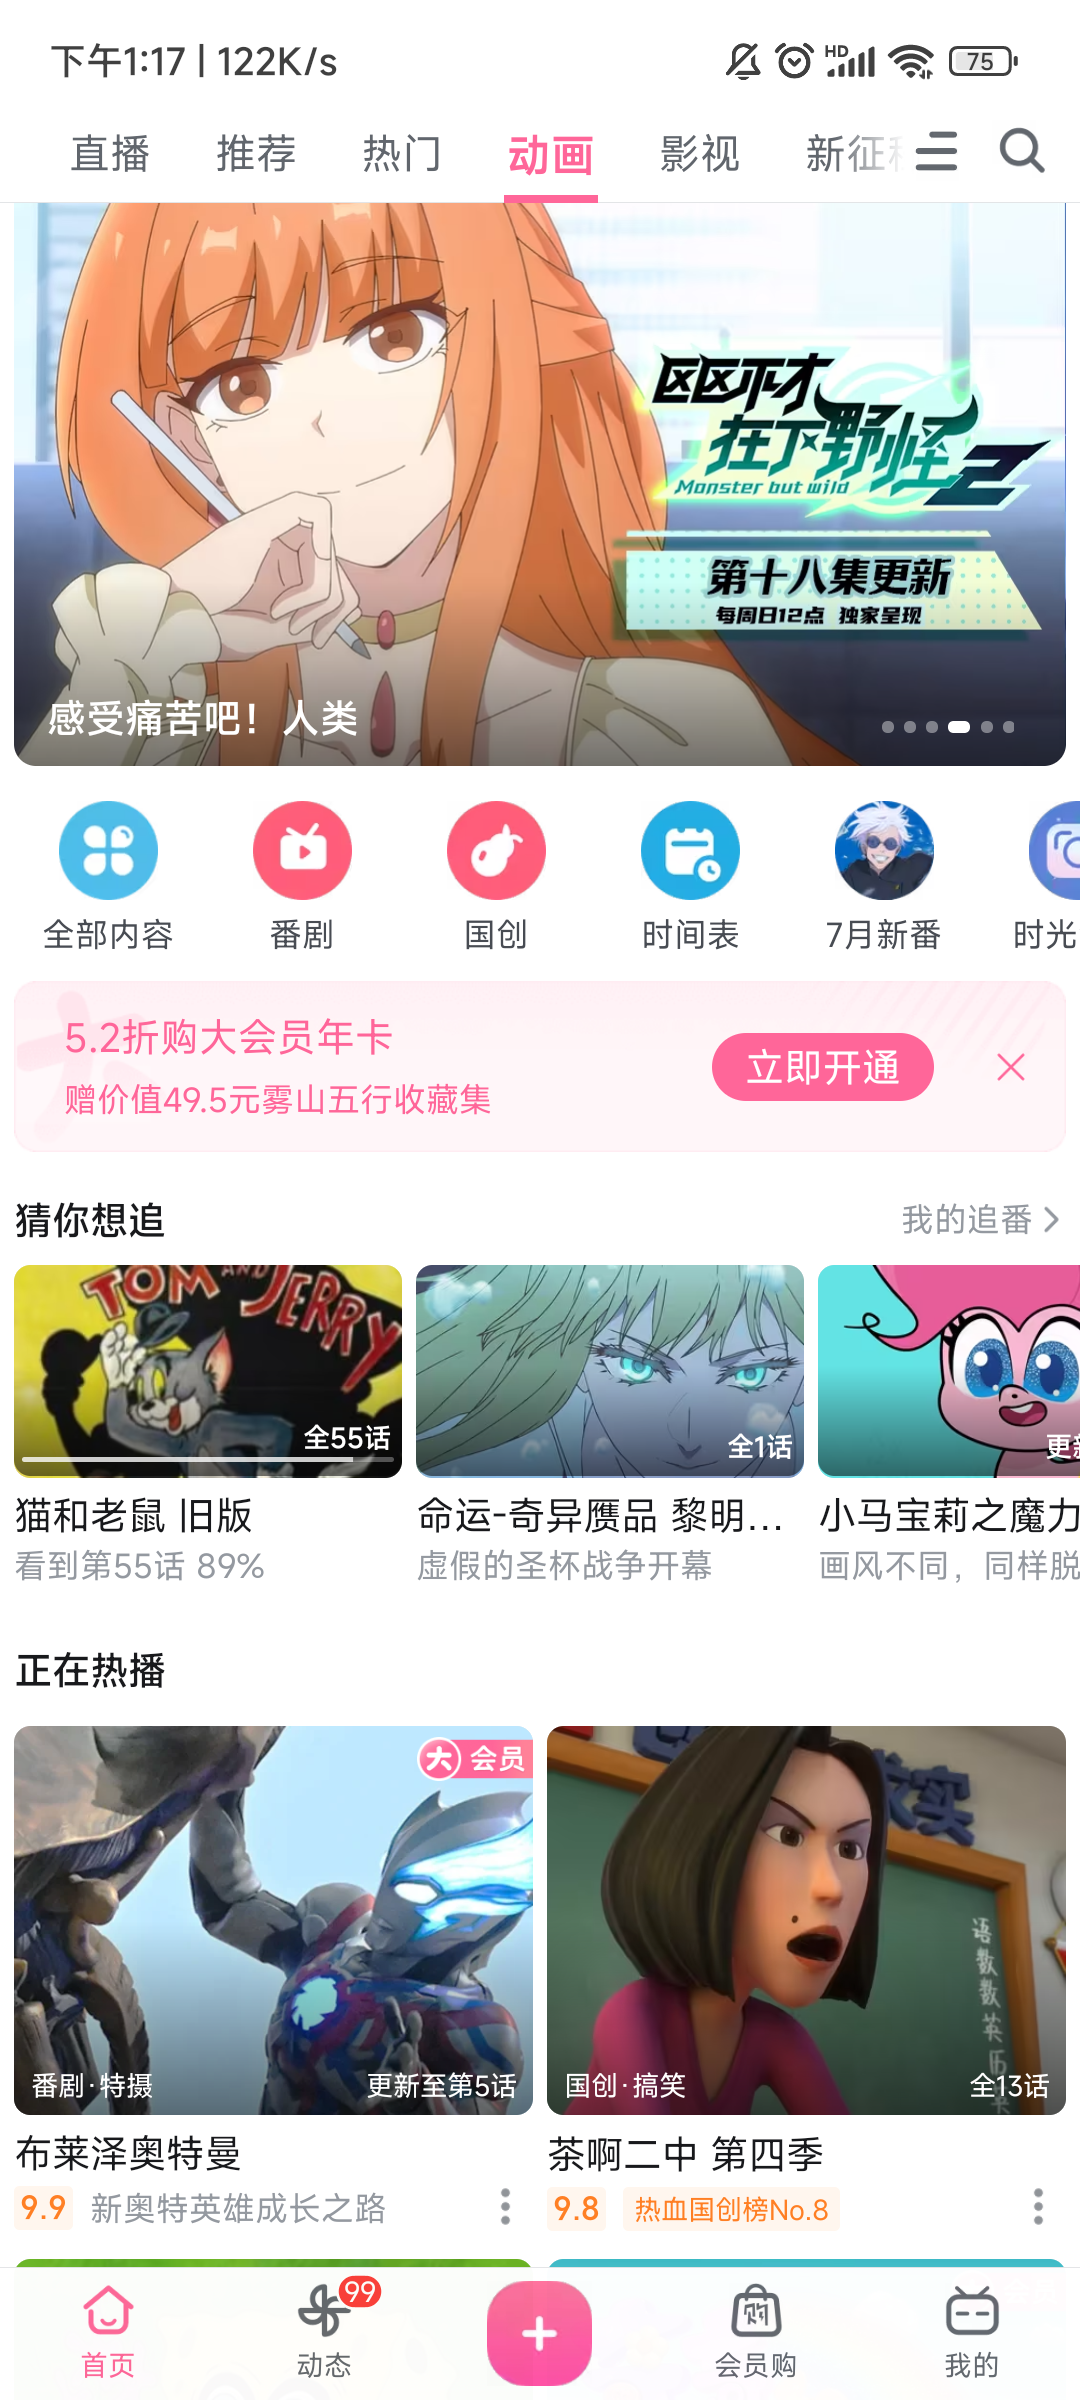 下午1:17 | 122K/s
HD
75
直播
推荐
热门
动画
影视
新征
区区不才
在下野怪2
Monster but wild
第十八集更新
每周日12点 独家呈现
感受痛苦吧！人类
全部内容
番剧
国创
时间表
7月新番
时光
5.2折购大会员年卡
赠价值49.5元雾山五行收藏集
立即开通
猜你想追
我的追番
TOM AND JERRY
全55话
全1话
更新
猫和老鼠 旧版
命运-奇异赝品 黎明...
小马宝莉之魔力
看到第55话 89%
虚假的圣杯战争开幕
画风不同，同样脱
正在热播
大 会员
番剧·特摄
更新至第5话
语数数英历
国创·搞笑
全13话
布莱泽奥特曼
茶啊二中 第四季
9.9
新奥特英雄成长之路
9.8
热血国创榜No.8
首页
99
动态
购
会员购
我的